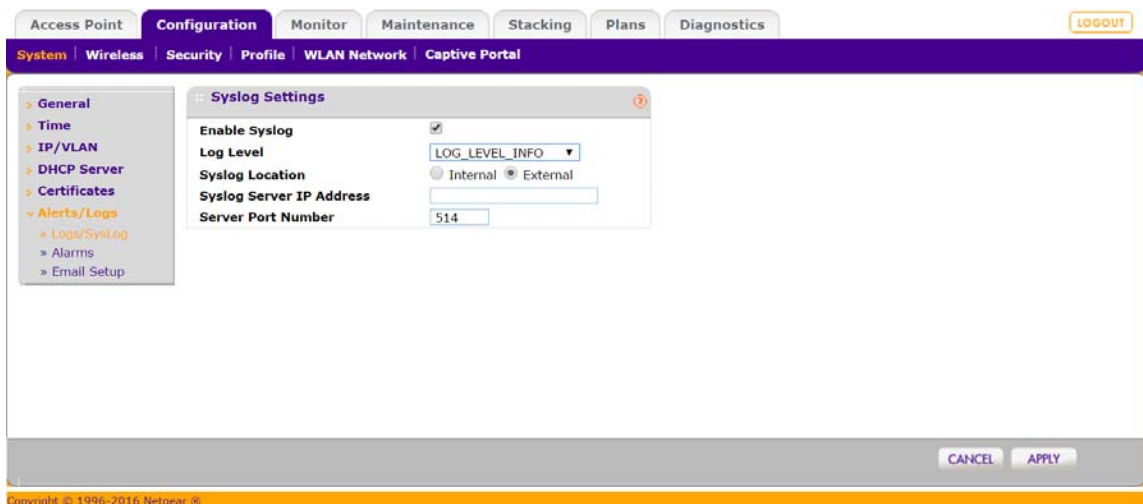 Access Point Configuration Monitor Maintenance Stacking Plans Diagnostics LOGOUT
System Wireless Security Profile WLAN Network Captive Portal
General
Time
IP/VLAN
DHCP Server
Certificates
Alerts/Logs
» Logs/SysLog
» Alarms
» Email Setup
Syslog Settings ?
Enable Syslog
Log Level LOG_LEVEL_INFO
Syslog Location Internal External
Syslog Server IP Address
Server Port Number 514
CANCEL APPLY
Copyright © 1996-2016 Netgear ®